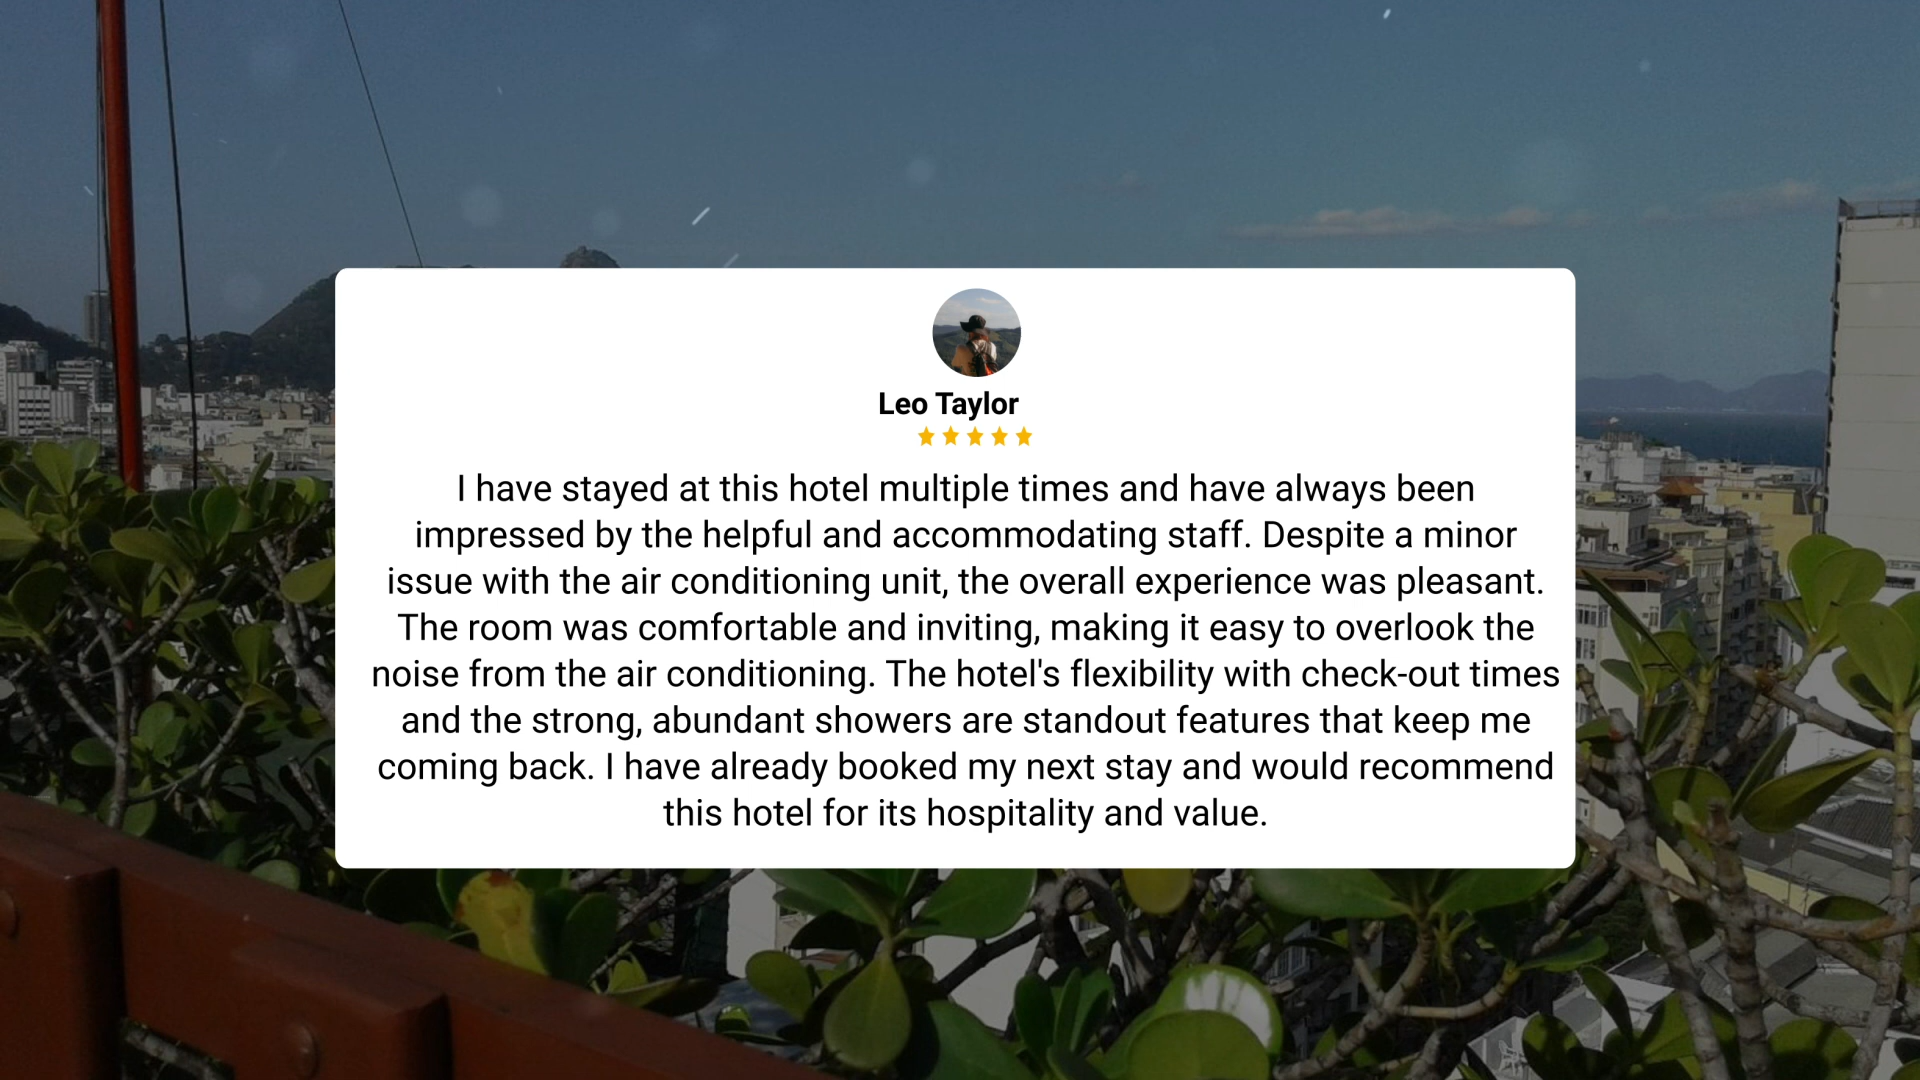 Leo Taylor
I have stayed at this hotel multiple times and have always been
impressed by the helpful and accommodating staff. Despite a minor
issue with the air conditioning unit, the overall experience was pleasant.
The room was comfortable and inviting, making it easy to overlook the
noise from the air conditioning. The hotel's flexibility with check-out times
and the strong, abundant showers are standout features that keep me
coming back. I have already booked my next stay and would recommend
this hotel for its hospitality and value.